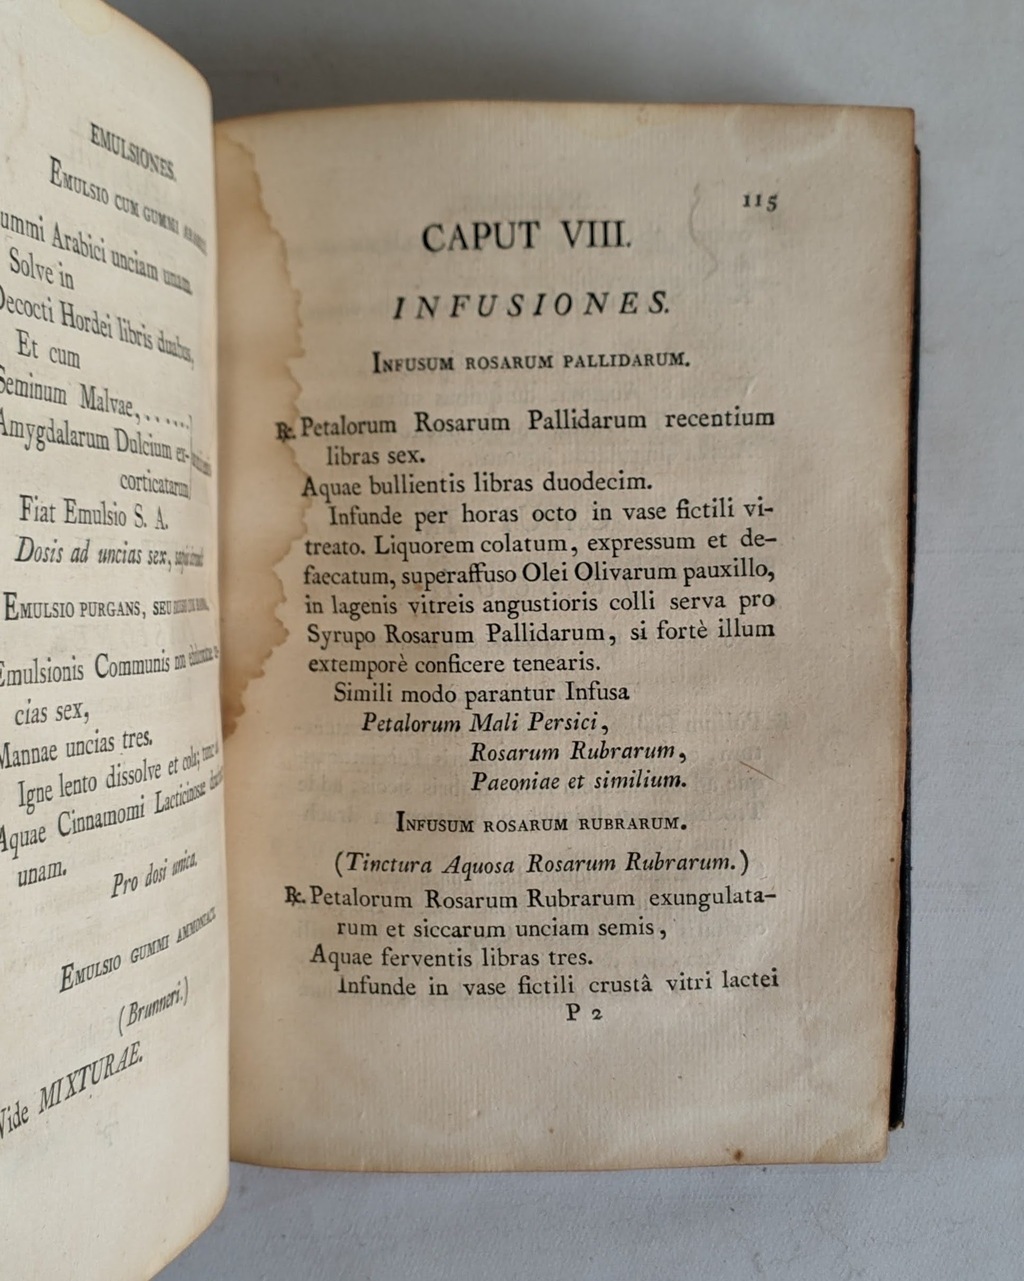 EMULSIONES.
EMULSIO CUM GUMMI ARABICI
ummi Arabici unciam unam.
Solve in
Decocti Hordei libris duabus,
Et cum
Seminum Malvae, . . . . . .
Amygdalarum Dulcium ex-
corticatarum
Fiat Emulsio S. A.
Dosis ad uncias sex,
EMULSIO PURGANS, SEU
Emulsionis Communis non
cias sex,
Mannae uncias tres.
Igne lento dissolve et cola;
Aquae Cinnamomi Lacticinosae
unam.
Pro dosi unica.
EMULSIO GUMMI AMMONIACI.
(Brunneri.)
Vide MIXTURAE.
115
CAPUT VIII.
INFUSIONES.
INFUSUM ROSARUM PALLIDARUM.
℞. Petalorum Rosarum Pallidarum recentium
libras sex.
Aquae bullientis libras duodecim.
Infunde per horas octo in vase fictili vi-
treato. Liquorem colatum, expressum et de-
faecatum, superaffuso Olei Olivarum pauxillo,
in lagenis vitreis angustioris colli serva pro
Syrupo Rosarum Pallidarum, si fortè illum
extemporè conficere tenearis.
Simili modo parantur Infusa
Petalorum Mali Persici,
Rosarum Rubrarum,
Paeoniae et similium.
INFUSUM ROSARUM RUBRARUM.
(Tinctura Aquosa Rosarum Rubrarum.)
℞. Petalorum Rosarum Rubrarum exungulata-
rum et siccarum unciam semis,
Aquae ferventis libras tres.
Infunde in vase fictili crustâ vitri lactei
P 2